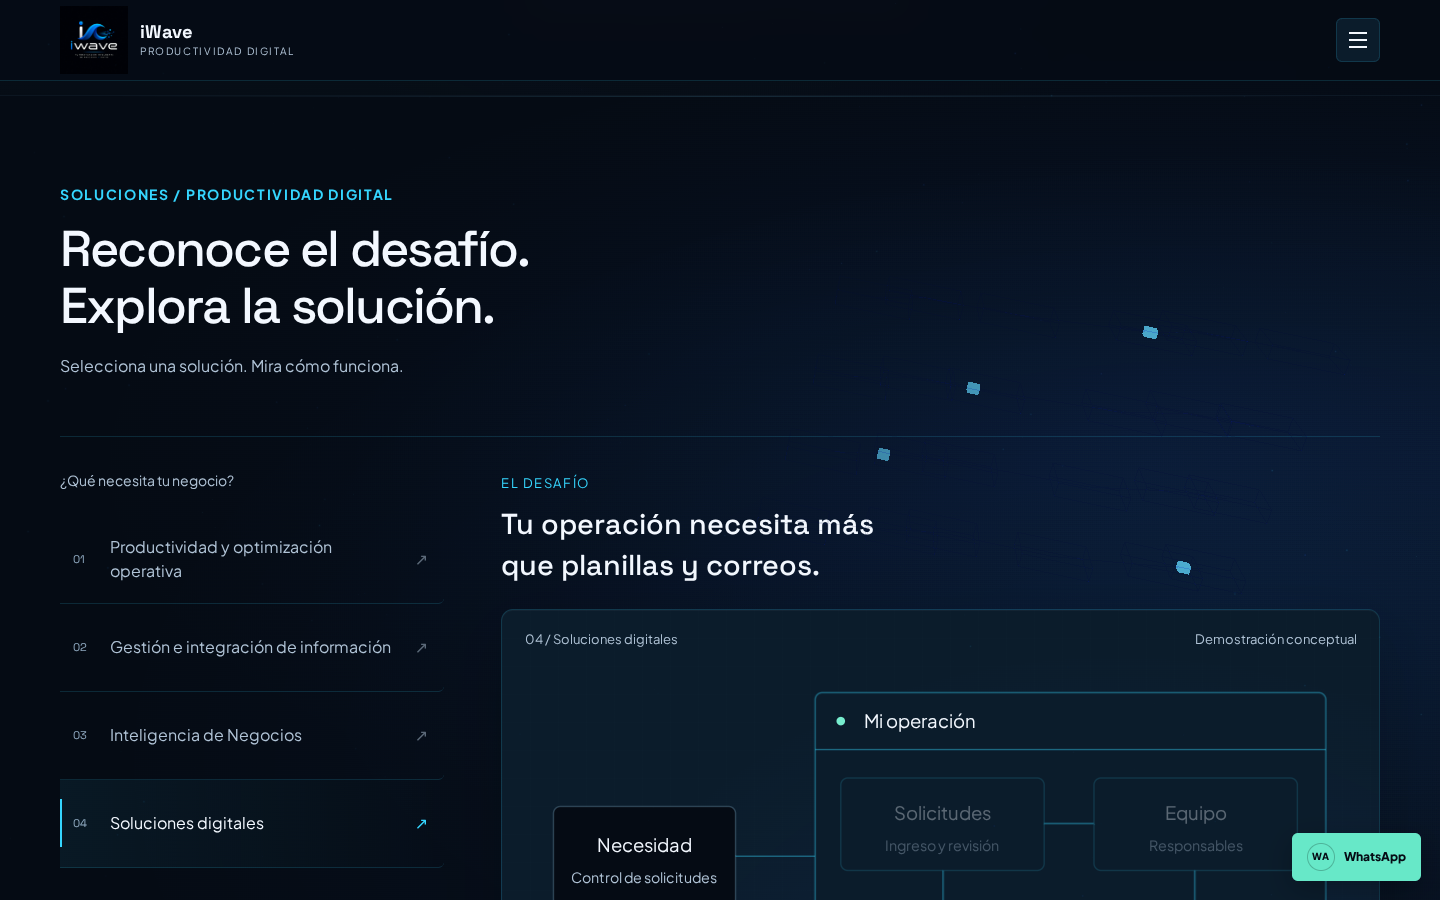 iwave
iWave
PRODUCTIVIDAD DIGITAL
SOLUCIONES / PRODUCTIVIDAD DIGITAL
Reconoce el desafío.
Explora la solución.
Selecciona una solución. Mira cómo funciona.
¿Qué necesita tu negocio?
01 Productividad y optimización
operativa ↗
02 Gestión e integración de información ↗
03 Inteligencia de Negocios ↗
04 Soluciones digitales ↗
EL DESAFÍO
Tu operación necesita más
que planillas y correos.
04 / Soluciones digitales
Demostración conceptual
Mi operación
Necesidad
Control de solicitudes
Solicitudes
Ingreso y revisión
Equipo
Responsables
WA WhatsApp